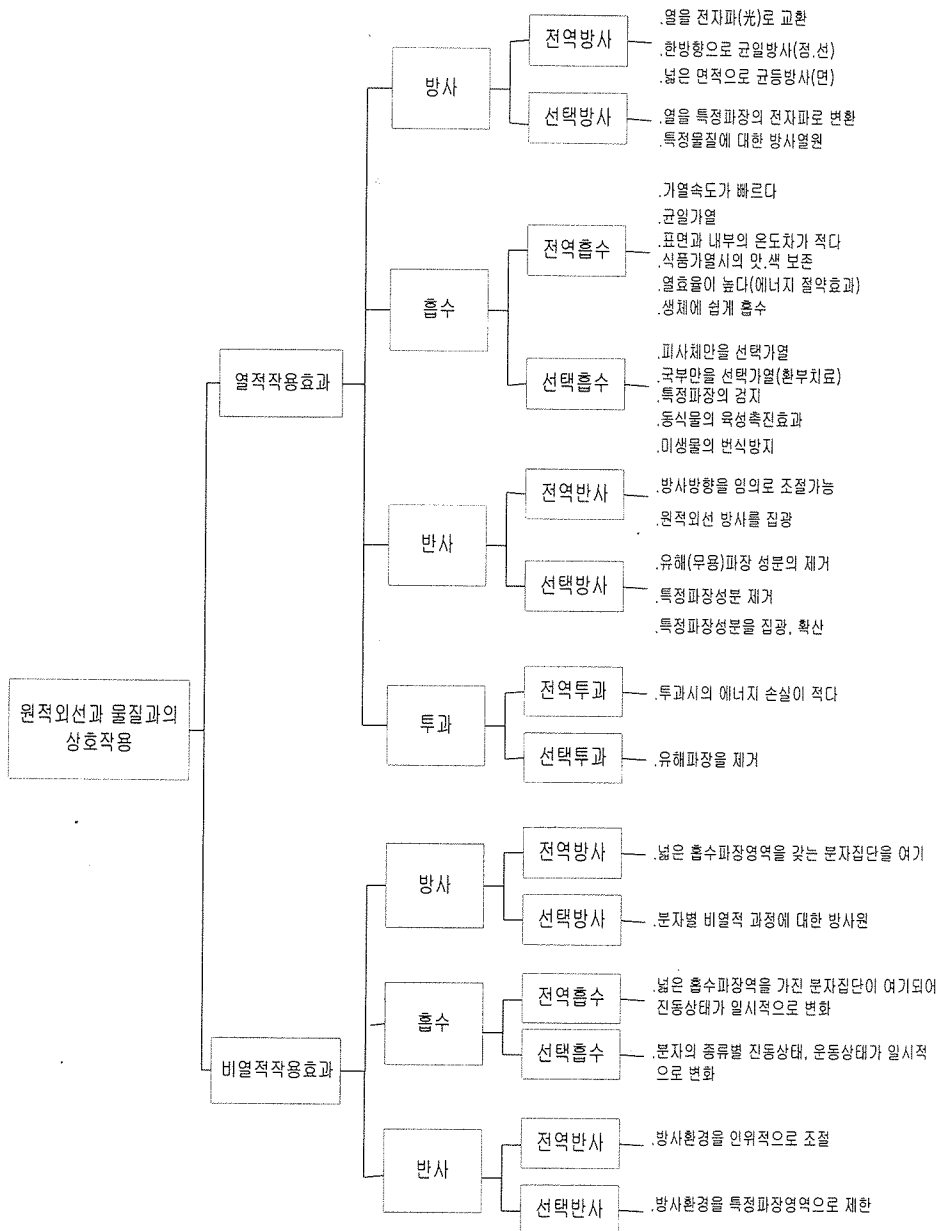 원적외선과 물질과의
상호작용
열적작용효과
방사
전역방사
.열을 전자파(光)로 교환
.한방향으로 균일방사(점.선)
.넓은 면적으로 균등방사(면)
선택방사
.열을 특정파장의 전자파로 변환
특정물질에 대한 방사열원
흡수
전역흡수
.가열속도가 빠르다
.균일가열
.표면과 내부의 온도차가 적다
.식품가열시의 맛.색 보존
.열효율이 높다(에너지 절약효과)
.생체에 쉽게 흡수
선택흡수
.피사체만을 선택가열
.국부만을 선택가열(환부치료)
.특정파장의 검지
.동식물의 육성촉진효과
.미생물의 번식방지
반사
전역반사
.방사방향을 임의로 조절가능
.원적외선 방사를 집광
선택방사
.유해(무용)파장 성분의 제거
.특정파장성분 제거
.특정파장성분을 집광, 확산
투과
전역투과
.투과시의 에너지 손실이 적다
선택투과
.유해파장을 제거
비열적작용효과
방사
전역방사
.넓은 흡수파장영역을 갖는 분자집단을 여기
선택방사
.분자별 비열적 과정에 대한 방사원
흡수
전역흡수
.넓은 흡수파장역을 가진 분자집단이 여기되어
진동상태가 일시적으로 변화
선택흡수
.분자의 종류별 진동상태, 운동상태가 일시적
으로 변화
반사
전역반사
.방사환경을 인위적으로 조절
선택반사
.방사환경을 특정파장영역으로 제한